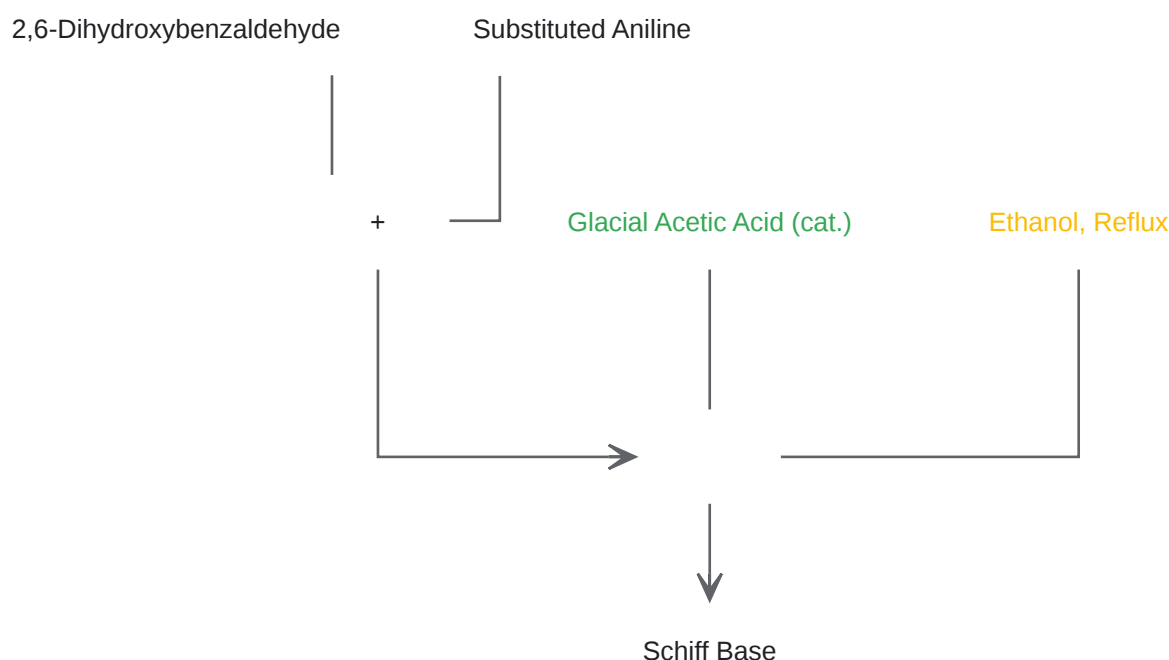 2,6-Dihydroxybenzaldehyde
Substituted Aniline
+
Glacial Acetic Acid (cat.)
Ethanol, Reflux
Schiff Base